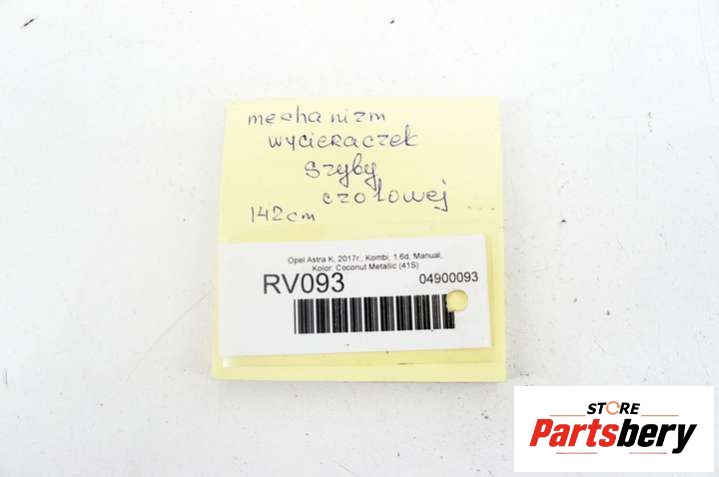 mechanizm
wycieraczek
szyby
czołowej
142cm
Opel Astra K, 2017r., Kombi, 1.6d, Manual,
Kolor: Coconut Metallic (41S)
RV093 04900093
STORE
Partsbery